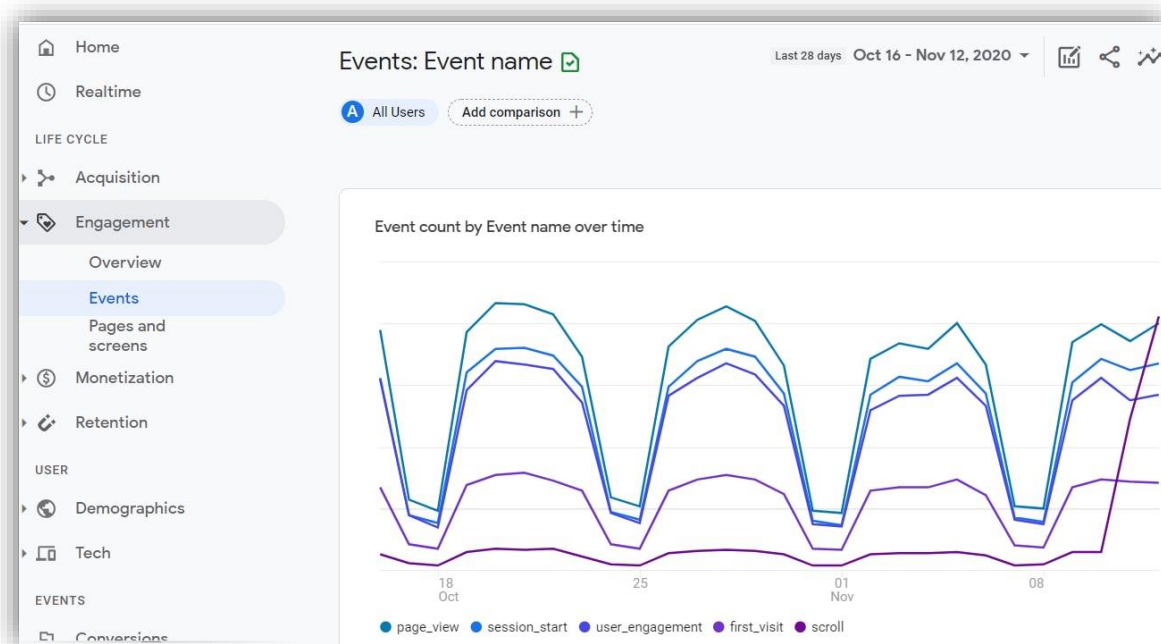 Home
Realtime
LIFE CYCLE
Acquisition
Engagement
Overview
Events
Pages and
screens
Monetization
Retention
USER
Demographics
Tech
EVENTS
Conversions
Events: Event name
Last 28 days Oct 16 - Nov 12, 2020
A All Users
Add comparison +
Event count by Event name over time
18
Oct
25
01
Nov
08
page_view session_start user_engagement first_visit scroll